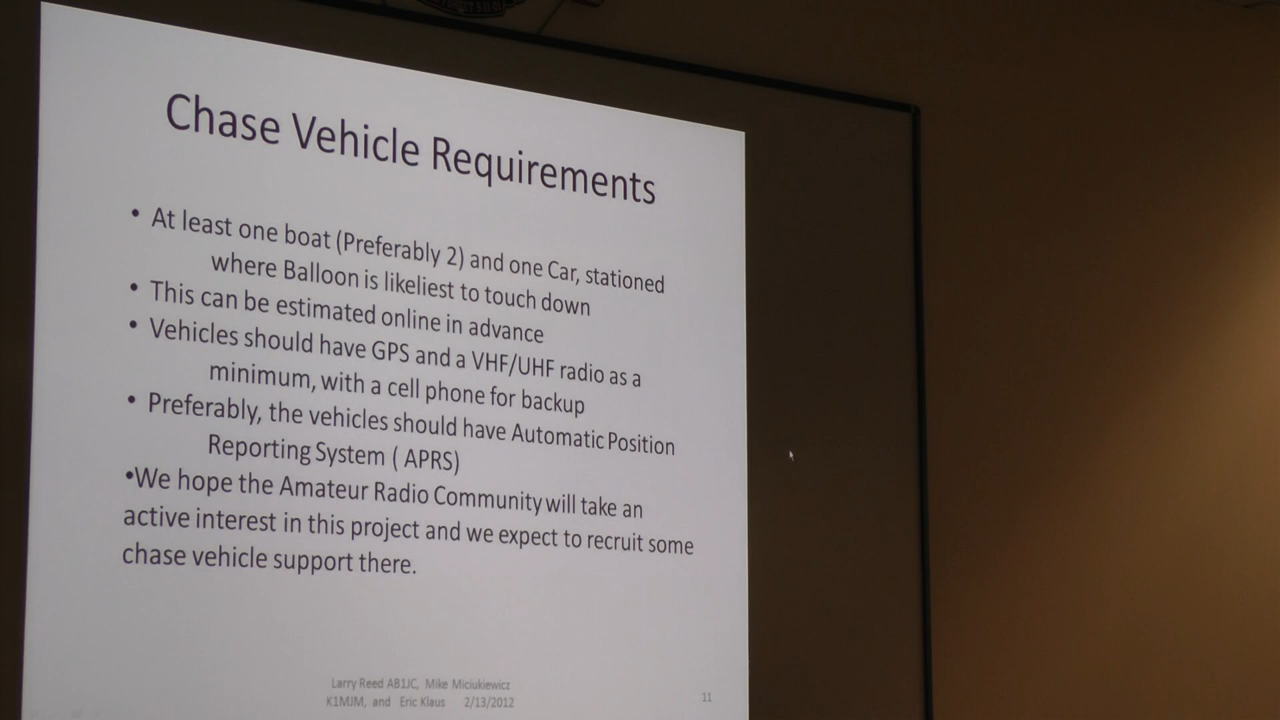 Chase Vehicle Requirements
• At least one boat (Preferably 2) and one Car, stationed
where Balloon is likeliest to touch down
• This can be estimated online in advance
• Vehicles should have GPS and a VHF/UHF radio as a
minimum, with a cell phone for backup
• Preferably, the vehicles should have Automatic Position
Reporting System ( APRS)
•We hope the Amateur Radio Community will take an
active interest in this project and we expect to recruit some
chase vehicle support there.
Larry Reed AB1JC, Mike Miciukiewicz
K1MJM, and Eric Klaus 2/13/2012
11